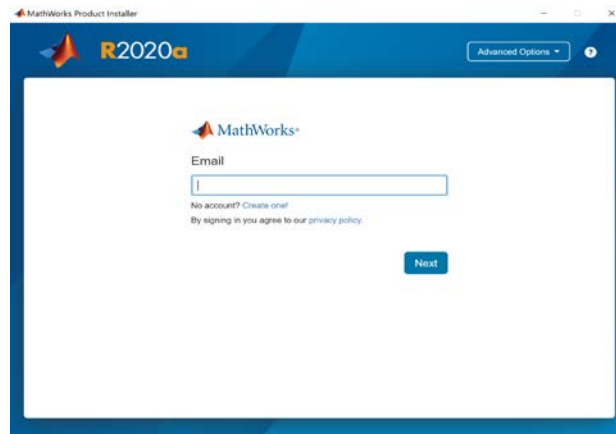 MathWorks Product Installer
R2020a
Advanced Options
?
MathWorks®
Email
No account? Create one!
By signing in you agree to our privacy policy.
Next